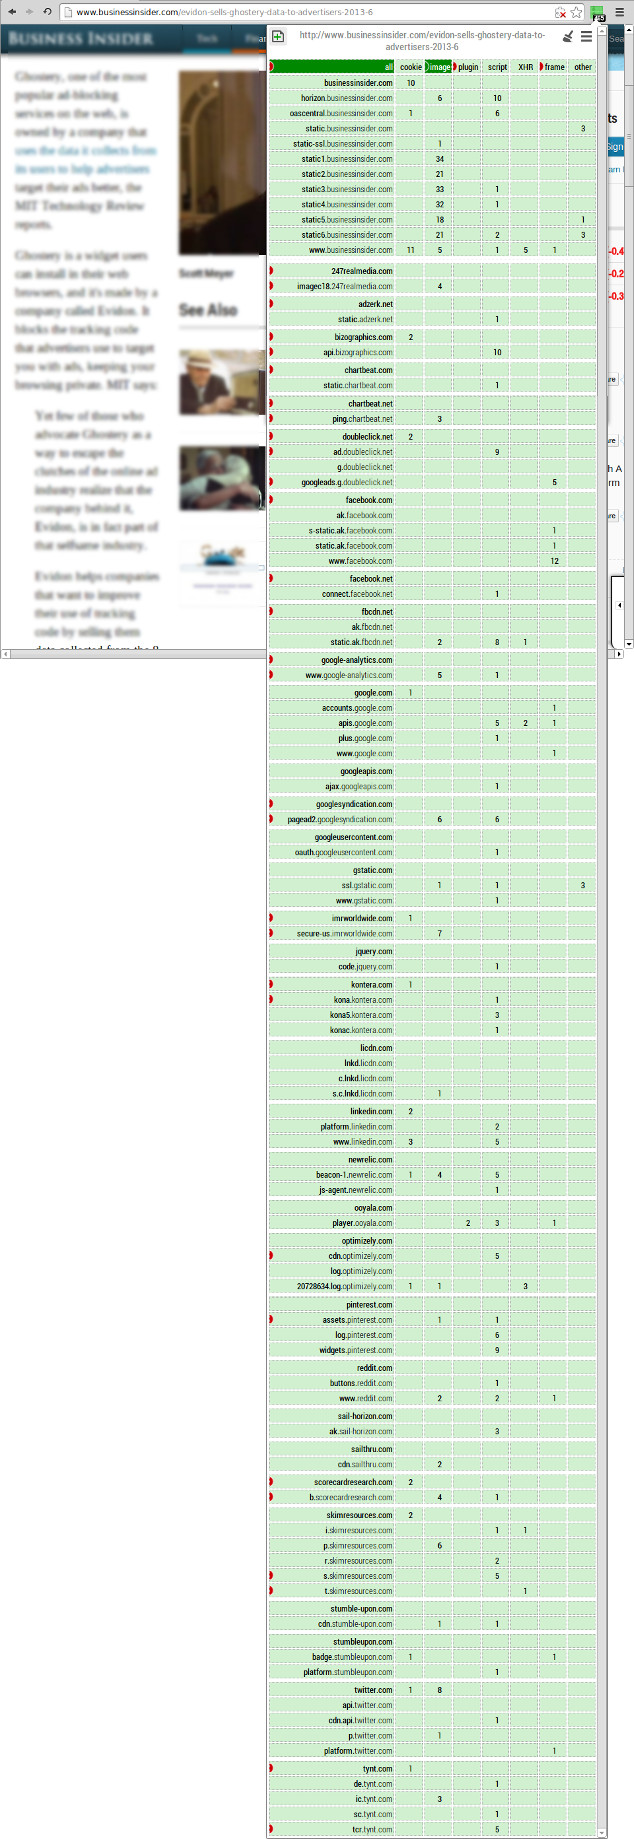 www.businessinsider.com/evidon-sells-ghostery-data-to-advertisers-2013-6
BUSINESS INSIDER
Tech
Finar
Ghostery, one of the most
popular ad-blocking
services on the web, is
owned by a company that
uses the data it collects from
its users to help advertisers
target their ads better, the
MIT Technology Review
reports.
Ghostery is a widget users
can install in their web
browsers, and it's made by a
company called Evidon. It
blocks the tracking code
that advertisers use to target
you with ads, keeping your
browsing private. MIT says:
Yet few of those who
advocate Ghostery as a
way to escape the
clutches of the online ad
industry realize that the
company behind it,
Evidon, is in fact part of
that selfsame industry.
Evidon helps companies
that want to improve
their use of tracking
code by selling them
Scott Meyer
See Also
http://www.businessinsider.com/evidon-sells-ghostery-data-to-
advertisers-2013-6
all cookie image plugin script XHR frame other
businessinsider.com 10
horizon.businessinsider.com 6 10
oascentral.businessinsider.com 1 6
static.businessinsider.com 3
static-ssl.businessinsider.com 1
static1.businessinsider.com 34
static2.businessinsider.com 21
static3.businessinsider.com 33 1
static4.businessinsider.com 32 1
static5.businessinsider.com 18 1
static6.businessinsider.com 21 2 3
www.businessinsider.com 11 5 1 5 1
247realmedia.com
imagec18.247realmedia.com 4
adzerk.net
static.adzerk.net 1
bizographics.com 2
api.bizographics.com 10
chartbeat.com
static.chartbeat.com 1
chartbeat.net
ping.chartbeat.net 3
doubleclick.net 2
ad.doubleclick.net 9
g.doubleclick.net
googleads.g.doubleclick.net 5
facebook.com
ak.facebook.com
s-static.ak.facebook.com 1
static.ak.facebook.com 1
www.facebook.com 12
facebook.net
connect.facebook.net 1
fbcdn.net
ak.fbcdn.net
static.ak.fbcdn.net 2 8 1
google-analytics.com
www.google-analytics.com 5 1
google.com 1
accounts.google.com 1
apis.google.com 5 2 1
plus.google.com 1
www.google.com 1
googleapis.com
ajax.googleapis.com 1
googlesyndication.com
pagead2.googlesyndication.com 6 6
googleusercontent.com
oauth.googleusercontent.com 1
gstatic.com
ssl.gstatic.com 1 1 3
www.gstatic.com 1
imrworldwide.com 1
secure-us.imrworldwide.com 7
jquery.com
code.jquery.com 1
kontera.com 1
kona.kontera.com 1
kona5.kontera.com 3
konac.kontera.com 1
licdn.com
lnkd.licdn.com
c.lnkd.licdn.com
s.c.lnkd.licdn.com 1
linkedin.com 2
platform.linkedin.com 2
www.linkedin.com 3 5
newrelic.com
beacon-1.newrelic.com 1 4 5
js-agent.newrelic.com 1
ooyala.com
player.ooyala.com 2 3 1
optimizely.com
cdn.optimizely.com 5
log.optimizely.com
20728634.log.optimizely.com 1 1 3
pinterest.com
assets.pinterest.com 1 1
log.pinterest.com 6
widgets.pinterest.com 9
reddit.com
buttons.reddit.com 1
www.reddit.com 2 2 1
sail-horizon.com
ak.sail-horizon.com 3
sailthru.com
cdn.sailthru.com 2
scorecardresearch.com 2
b.scorecardresearch.com 4 1
skimresources.com 2
i.skimresources.com 1 1
p.skimresources.com 6
r.skimresources.com 2
s.skimresources.com 5
t.skimresources.com 1
stumble-upon.com
cdn.stumble-upon.com 1 1
stumbleupon.com
badge.stumbleupon.com 1 1
platform.stumbleupon.com 1
twitter.com 1 8
api.twitter.com
cdn.api.twitter.com 1
p.twitter.com 1
platform.twitter.com 1
tynt.com 1
de.tynt.com 1
ic.tynt.com 3
sc.tynt.com 1
tcr.tynt.com 5
Sea
ts
Sign
-0.4
-0.2
-0.3
are
are
h A
rm
are